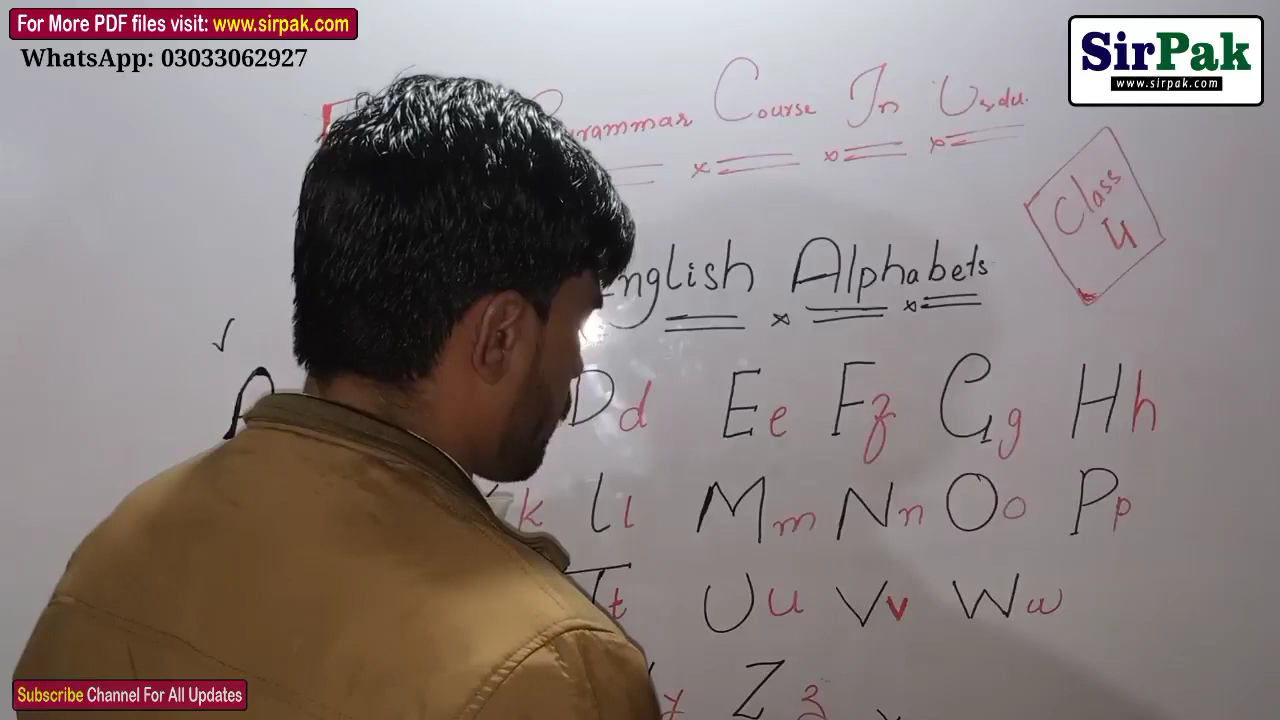 For More PDF files visit: www.sirpak.com
WhatsApp: 03033062927
SirPak
www.sirpak.com
Grammar Course In Urdu
Class 4
English Alphabets
Dd Ee Ff Gg Hh
k Ll Mm Nn Oo Pp
Tt Uu Vv Ww
y Zz
Subscribe Channel For All Updates